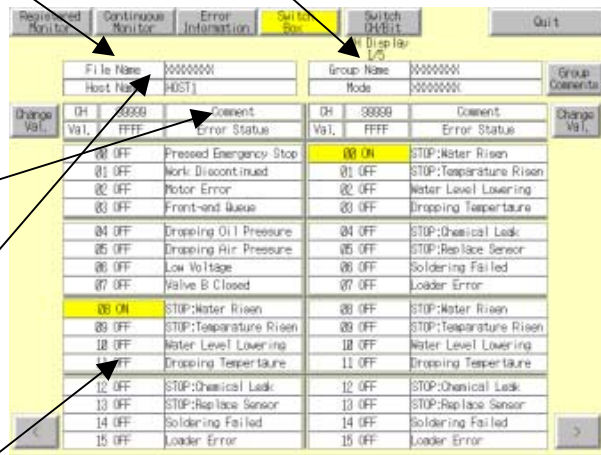 Registered Monitor
Continuous Monitor
Error Information
Switch Box
Switch CH/Bit
Quit
H Display
1/5
File Name XXXXXXXX Group Name XXXXXXXX
Host Name HOST1 Mode XXXXXXXX
Group Comments
Change Val.
CH 99999 Comment CH 99999 Comment
Val. FFFF Error Status Val. FFFF Error Status
Change Val.
00 OFF Pressed Emergency Stop 00 ON STOP:Water Risen
01 OFF Work Discontinued 01 OFF STOP:Temparature Risen
02 OFF Motor Error 02 OFF Water Level Lowering
03 OFF Front-end Queue 03 OFF Dropping Tempertaure
04 OFF Dropping Oil Pressure 04 OFF STOP:Chemical Leak
05 OFF Dropping Air Pressure 05 OFF STOP:Replace Sensor
06 OFF Low Voltage 06 OFF Soldering Failed
07 OFF Valve B Closed 07 OFF Loader Error
08 ON STOP:Water Risen 08 OFF STOP:Water Risen
09 OFF STOP:Temparature Risen 09 OFF STOP:Temparature Risen
10 OFF Water Level Lowering 10 OFF Water Level Lowering
11 OFF Dropping Tempertaure 11 OFF Dropping Tempertaure
12 OFF STOP:Chemical Leak 12 OFF STOP:Chemical Leak
13 OFF STOP:Replace Sensor 13 OFF STOP:Replace Sensor
14 OFF Soldering Failed 14 OFF Soldering Failed
15 OFF Loader Error 15 OFF Loader Error
< >